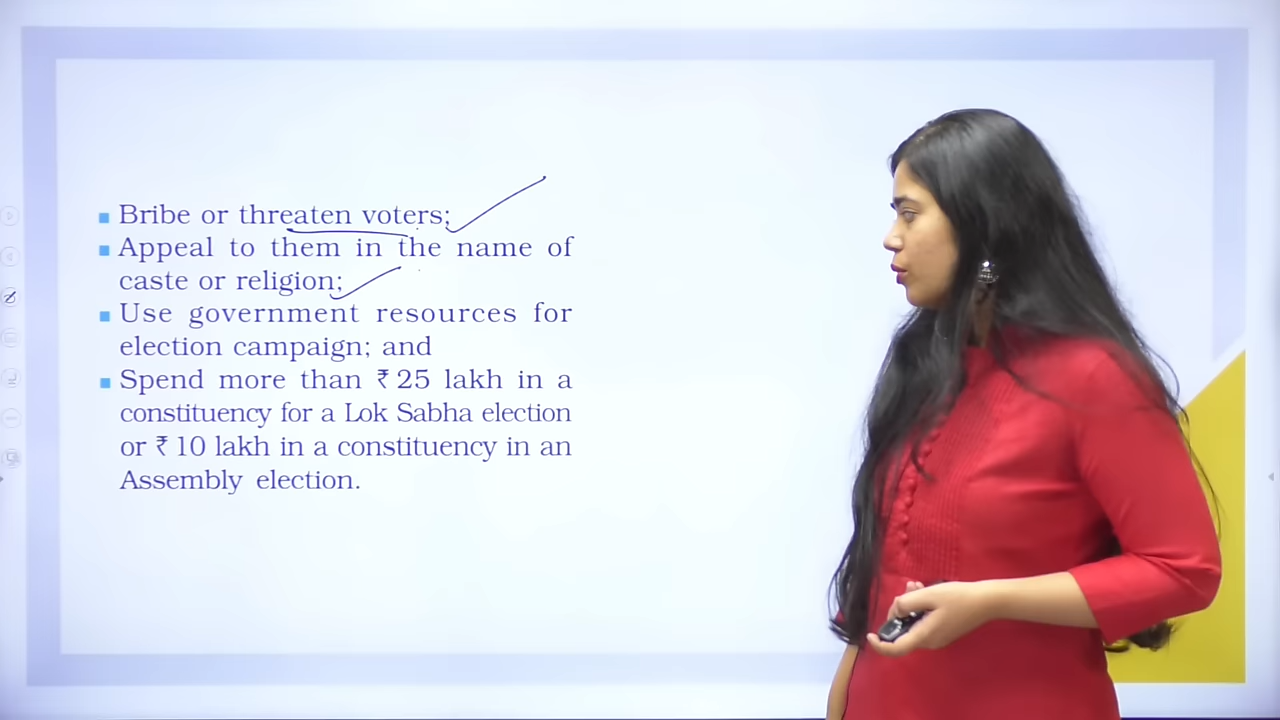 Bribe or threaten voters;
Appeal to them in the name of
caste or religion;
Use government resources for
election campaign; and
Spend more than ₹ 25 lakh in a
constituency for a Lok Sabha election
or ₹ 10 lakh in a constituency in an
Assembly election.